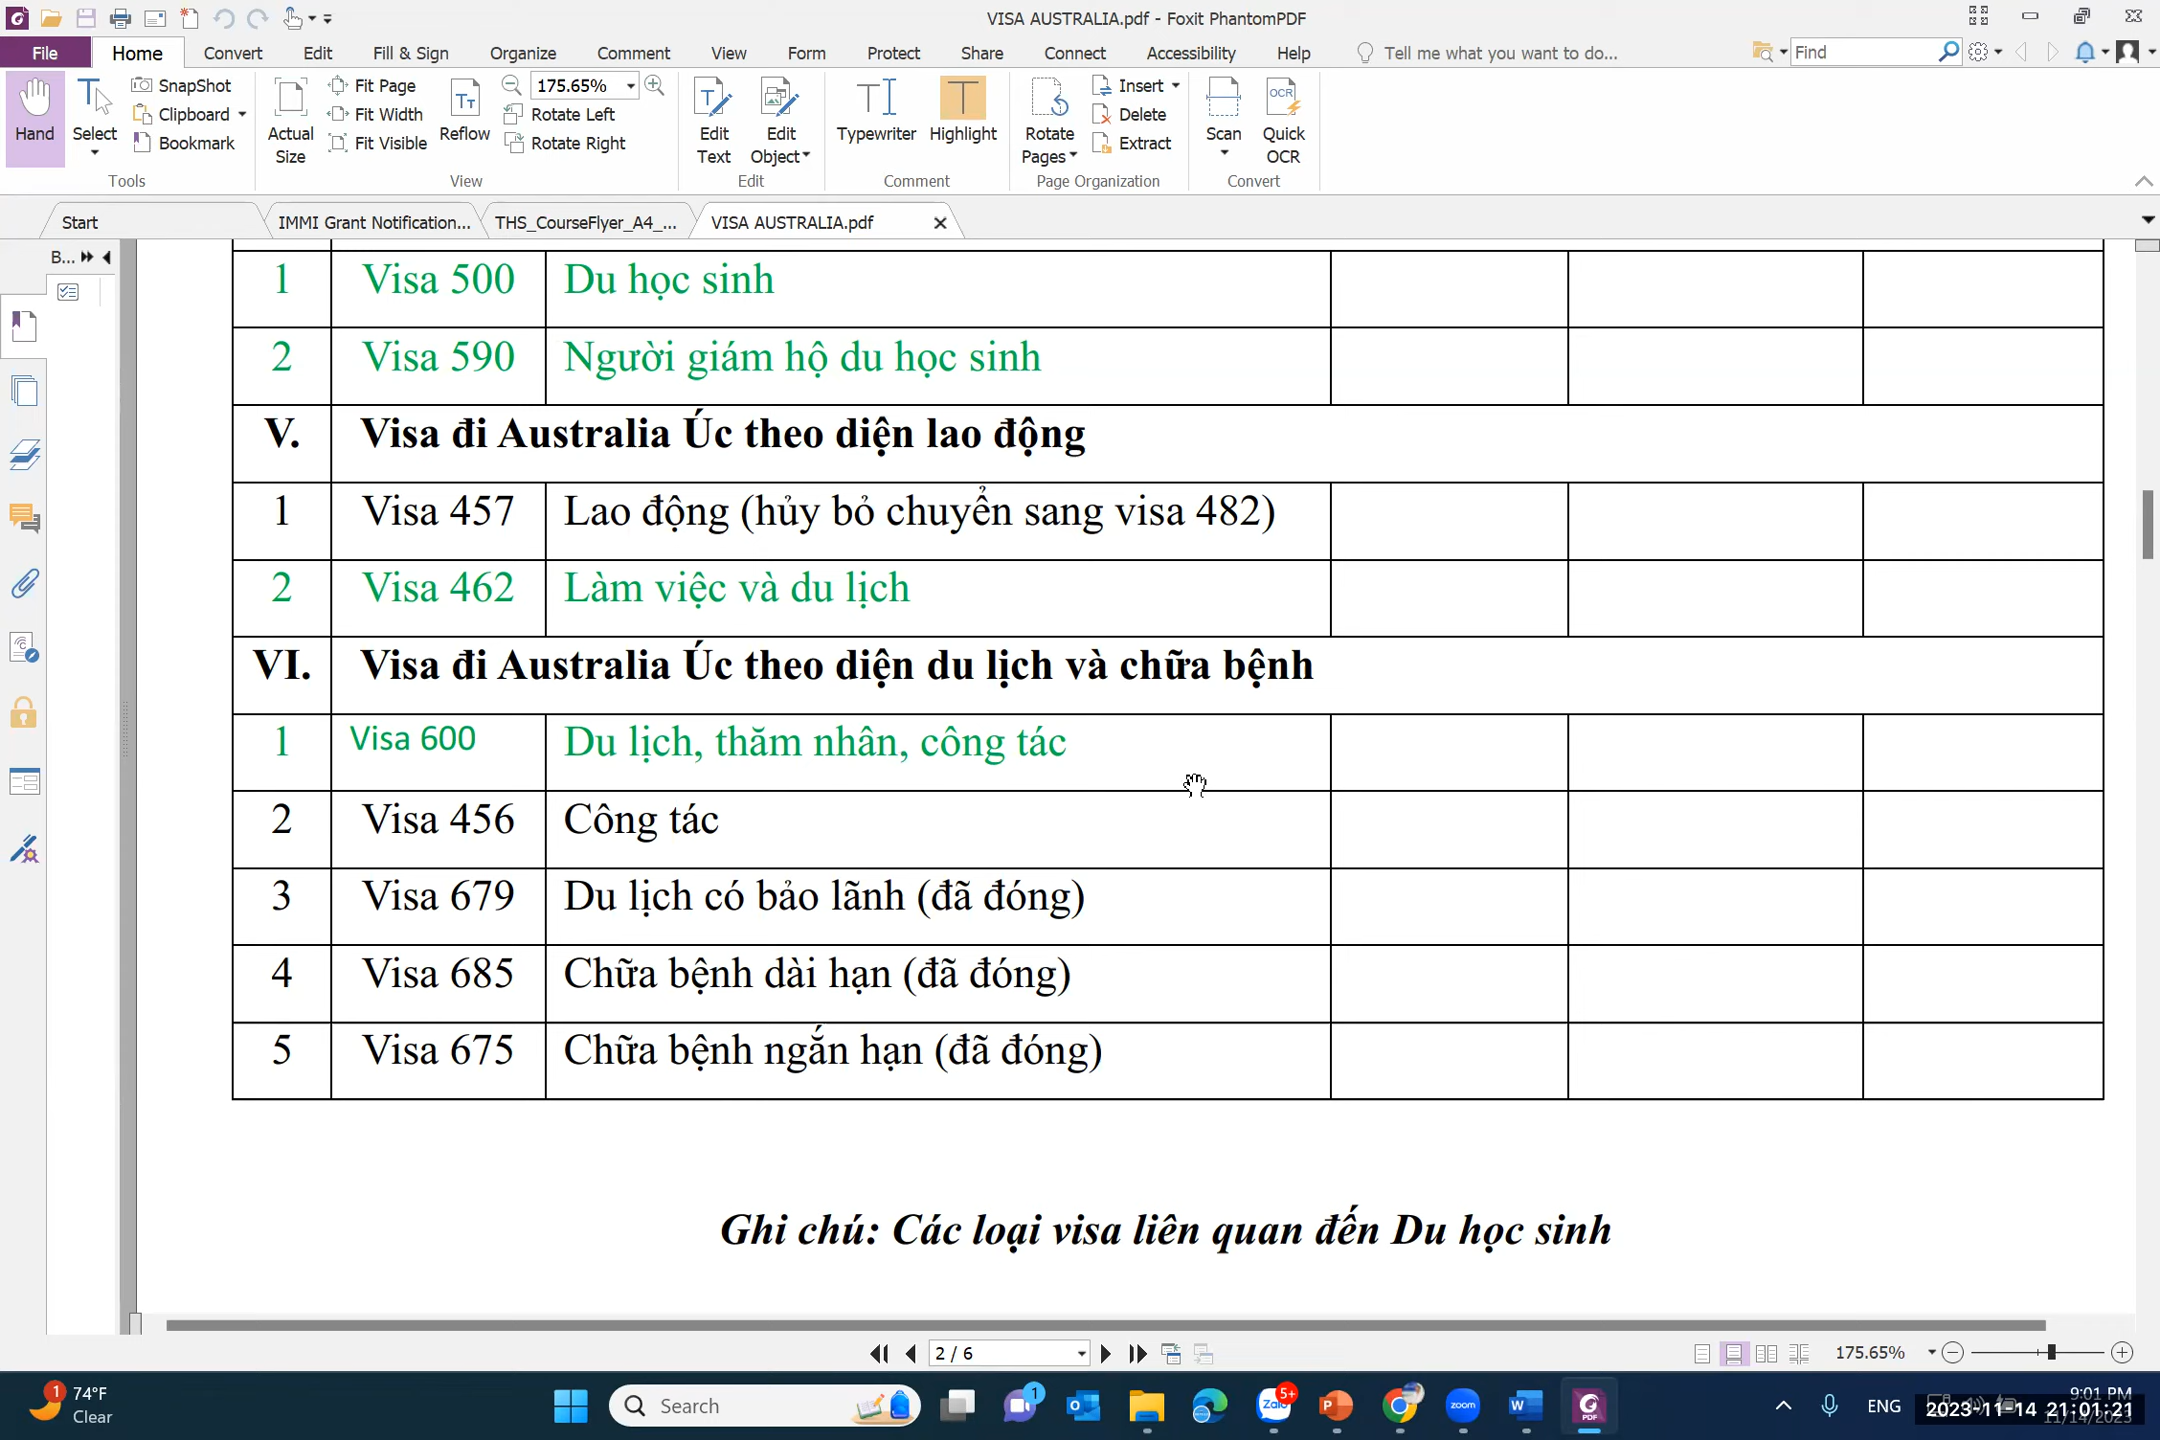 VISA AUSTRALIA.pdf - Foxit PhantomPDF
File Home Convert Edit Fill & Sign Organize Comment View Form Protect Share Connect Accessibility Help Tell me what you want to do... Find
Hand
Select
SnapShot
Clipboard
Bookmark
Tools
Actual Size
Fit Page
Fit Width
Fit Visible
Reflow
175.65%
Rotate Left
Rotate Right
View
Edit Text
Edit Object
Edit
Typewriter
Highlight
Comment
Rotate Pages
Insert
Delete
Extract
Page Organization
Scan
Quick OCR
Convert
Start IMMI Grant Notification... THS_CourseFlyer_A4_... VISA AUSTRALIA.pdf
B...
1 Visa 500 Du học sinh
2 Visa 590 Người giám hộ du học sinh
V. Visa đi Australia Úc theo diện lao động
1 Visa 457 Lao động (hủy bỏ chuyển sang visa 482)
2 Visa 462 Làm việc và du lịch
VI. Visa đi Australia Úc theo diện du lịch và chữa bệnh
1 Visa 600 Du lịch, thăm nhân, công tác
2 Visa 456 Công tác
3 Visa 679 Du lịch có bảo lãnh (đã đóng)
4 Visa 685 Chữa bệnh dài hạn (đã đóng)
5 Visa 675 Chữa bệnh ngắn hạn (đã đóng)
Ghi chú: Các loại visa liên quan đến Du học sinh
2 / 6
175.65%
1
74°F
Clear
Search
1
5+
Zalo
zoom
PDF
ENG
9:01 PM
11/14/2023
2023-11-14 21:01:21